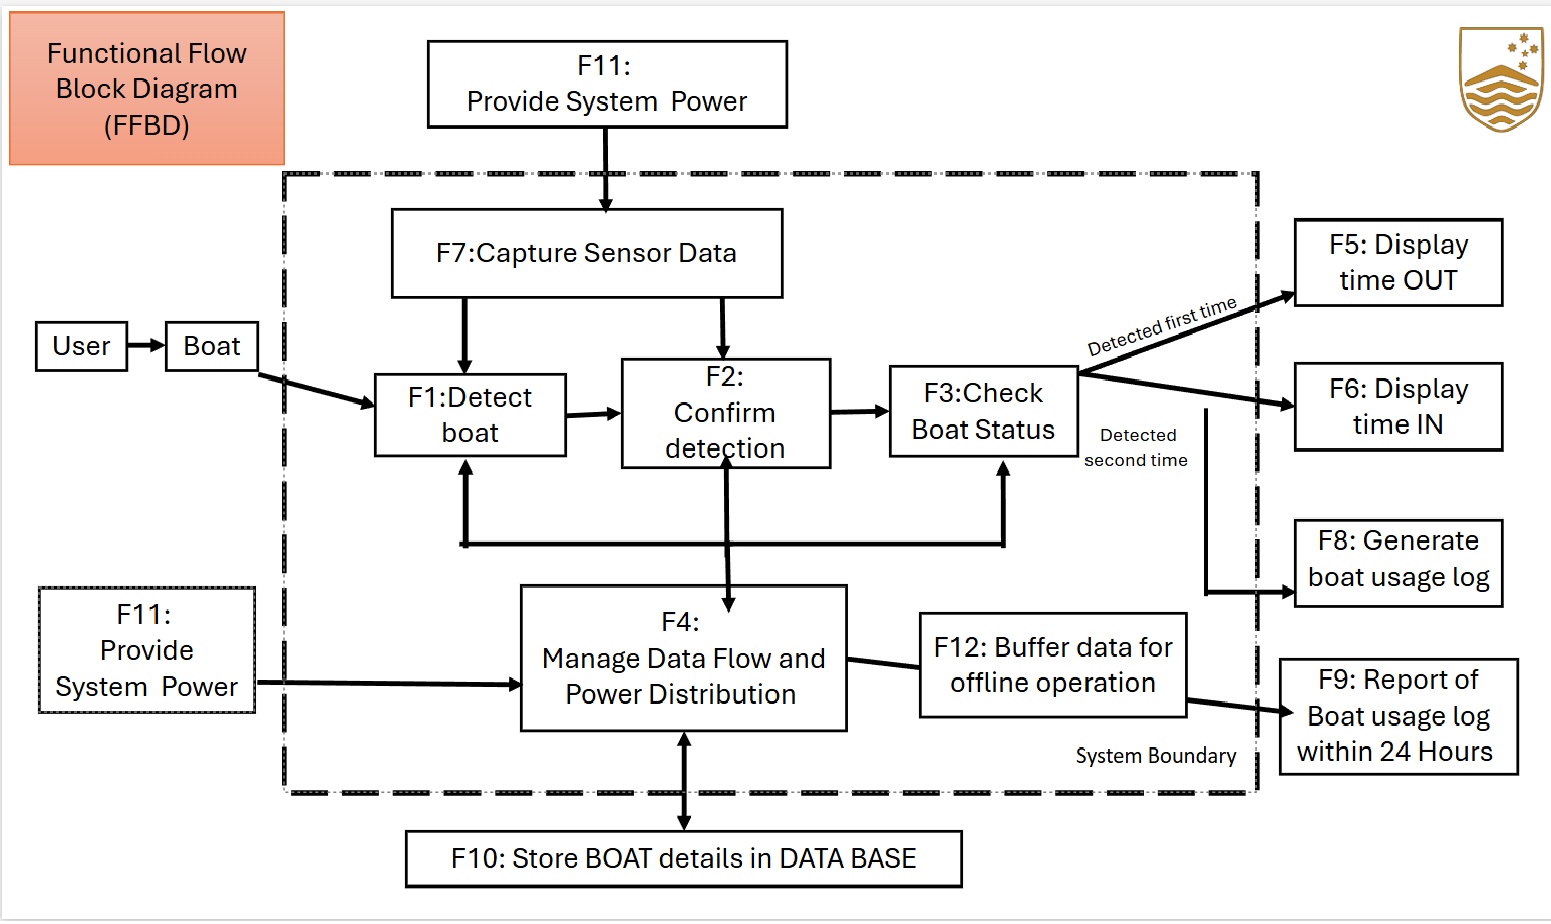 Functional Flow
Block Diagram
(FFBD)
F11:
Provide System  Power
F7:Capture Sensor Data
User
Boat
F1:Detect
boat
F2:
Confirm
detection
F3:Check
Boat Status
Detected first time
Detected
second time
F5: Display
time OUT
F6: Display
time IN
F8: Generate
boat usage log
F11:
Provide
System  Power
F4:
Manage Data Flow and
Power Distribution
F12: Buffer data for
offline operation
F9: Report of
Boat usage log
within 24 Hours
System Boundary
F10: Store BOAT details in DATA BASE